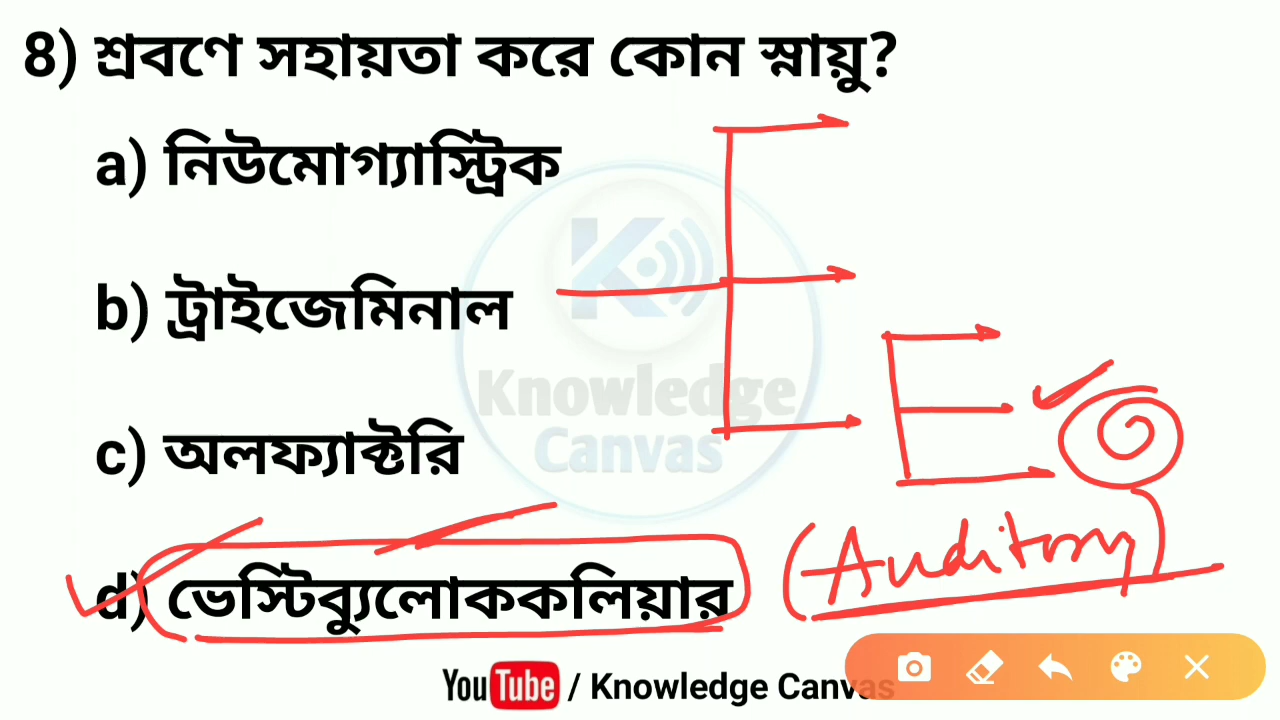 8) শ্রবণে সহায়তা করে কোন স্নায়ু?
a) নিউমোগ্যাস্ট্রিক
b) ট্রাইজেমিনাল
c) অলফ্যাক্টরি
d) ভেস্টিব্যুলোককলিয়ার
(Auditory)
Knowledge
Canvas
YouTube / Knowledge Canvas